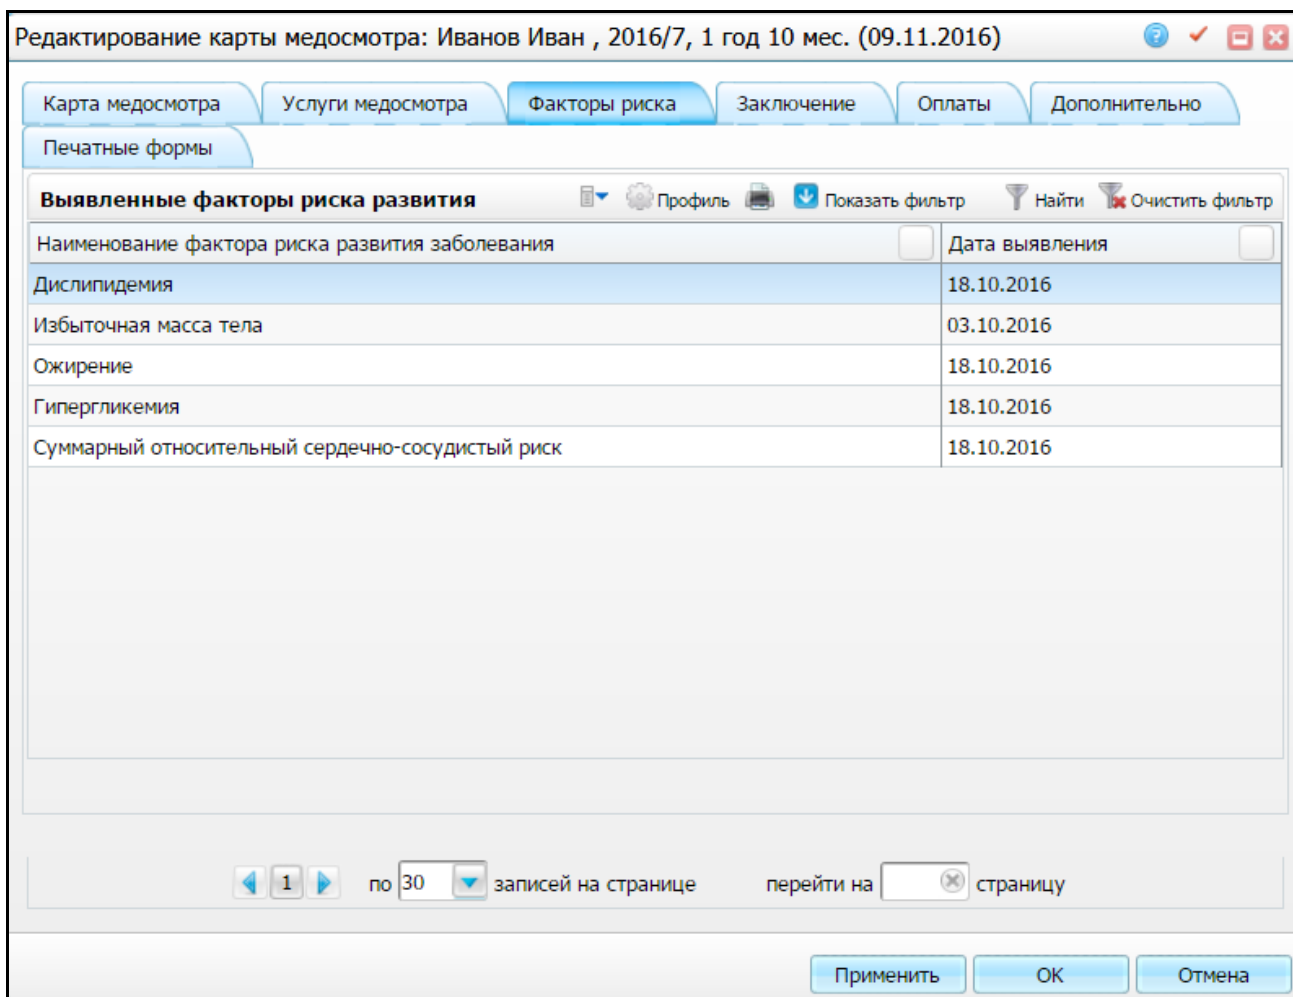 Редактирование карты медосмотра: Иванов Иван , 2016/7, 1 год 10 мес. (09.11.2016)
Карта медосмотра Услуги медосмотра Факторы риска Заключение Оплаты Дополнительно
Печатные формы
Выявленные факторы риска развития Профиль Показать фильтр Найти Очистить фильтр
Наименование фактора риска развития заболевания Дата выявления
Дислипидемия 18.10.2016
Избыточная масса тела 03.10.2016
Ожирение 18.10.2016
Гипергликемия 18.10.2016
Суммарный относительный сердечно-сосудистый риск 18.10.2016
1 по 30 записей на странице перейти на страницу
Применить ОК Отмена